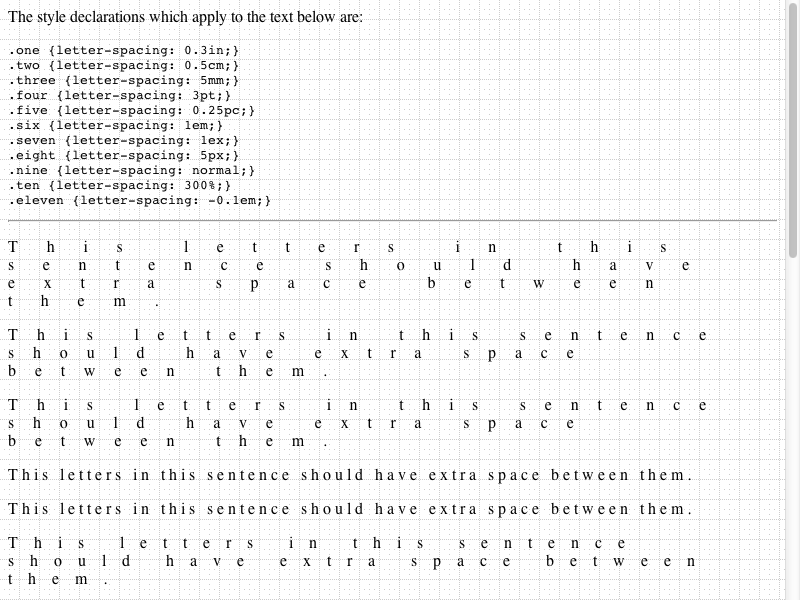 The style declarations which apply to the text below are:
.one {letter-spacing: 0.3in;}
.two {letter-spacing: 0.5cm;}
.three {letter-spacing: 5mm;}
.four {letter-spacing: 3pt;}
.five {letter-spacing: 0.25pc;}
.six {letter-spacing: 1em;}
.seven {letter-spacing: 1ex;}
.eight {letter-spacing: 5px;}
.nine {letter-spacing: normal;}
.ten {letter-spacing: 300%;}
.eleven {letter-spacing: -0.1em;}
This letters in this
sentence should have
extra space between
them.
This letters in this sentence
should have extra space
between them.
This letters in this sentence
should have extra space
between them.
This letters in this sentence should have extra space between them.
This letters in this sentence should have extra space between them.
This letters in this sentence
should have extra space between
them.